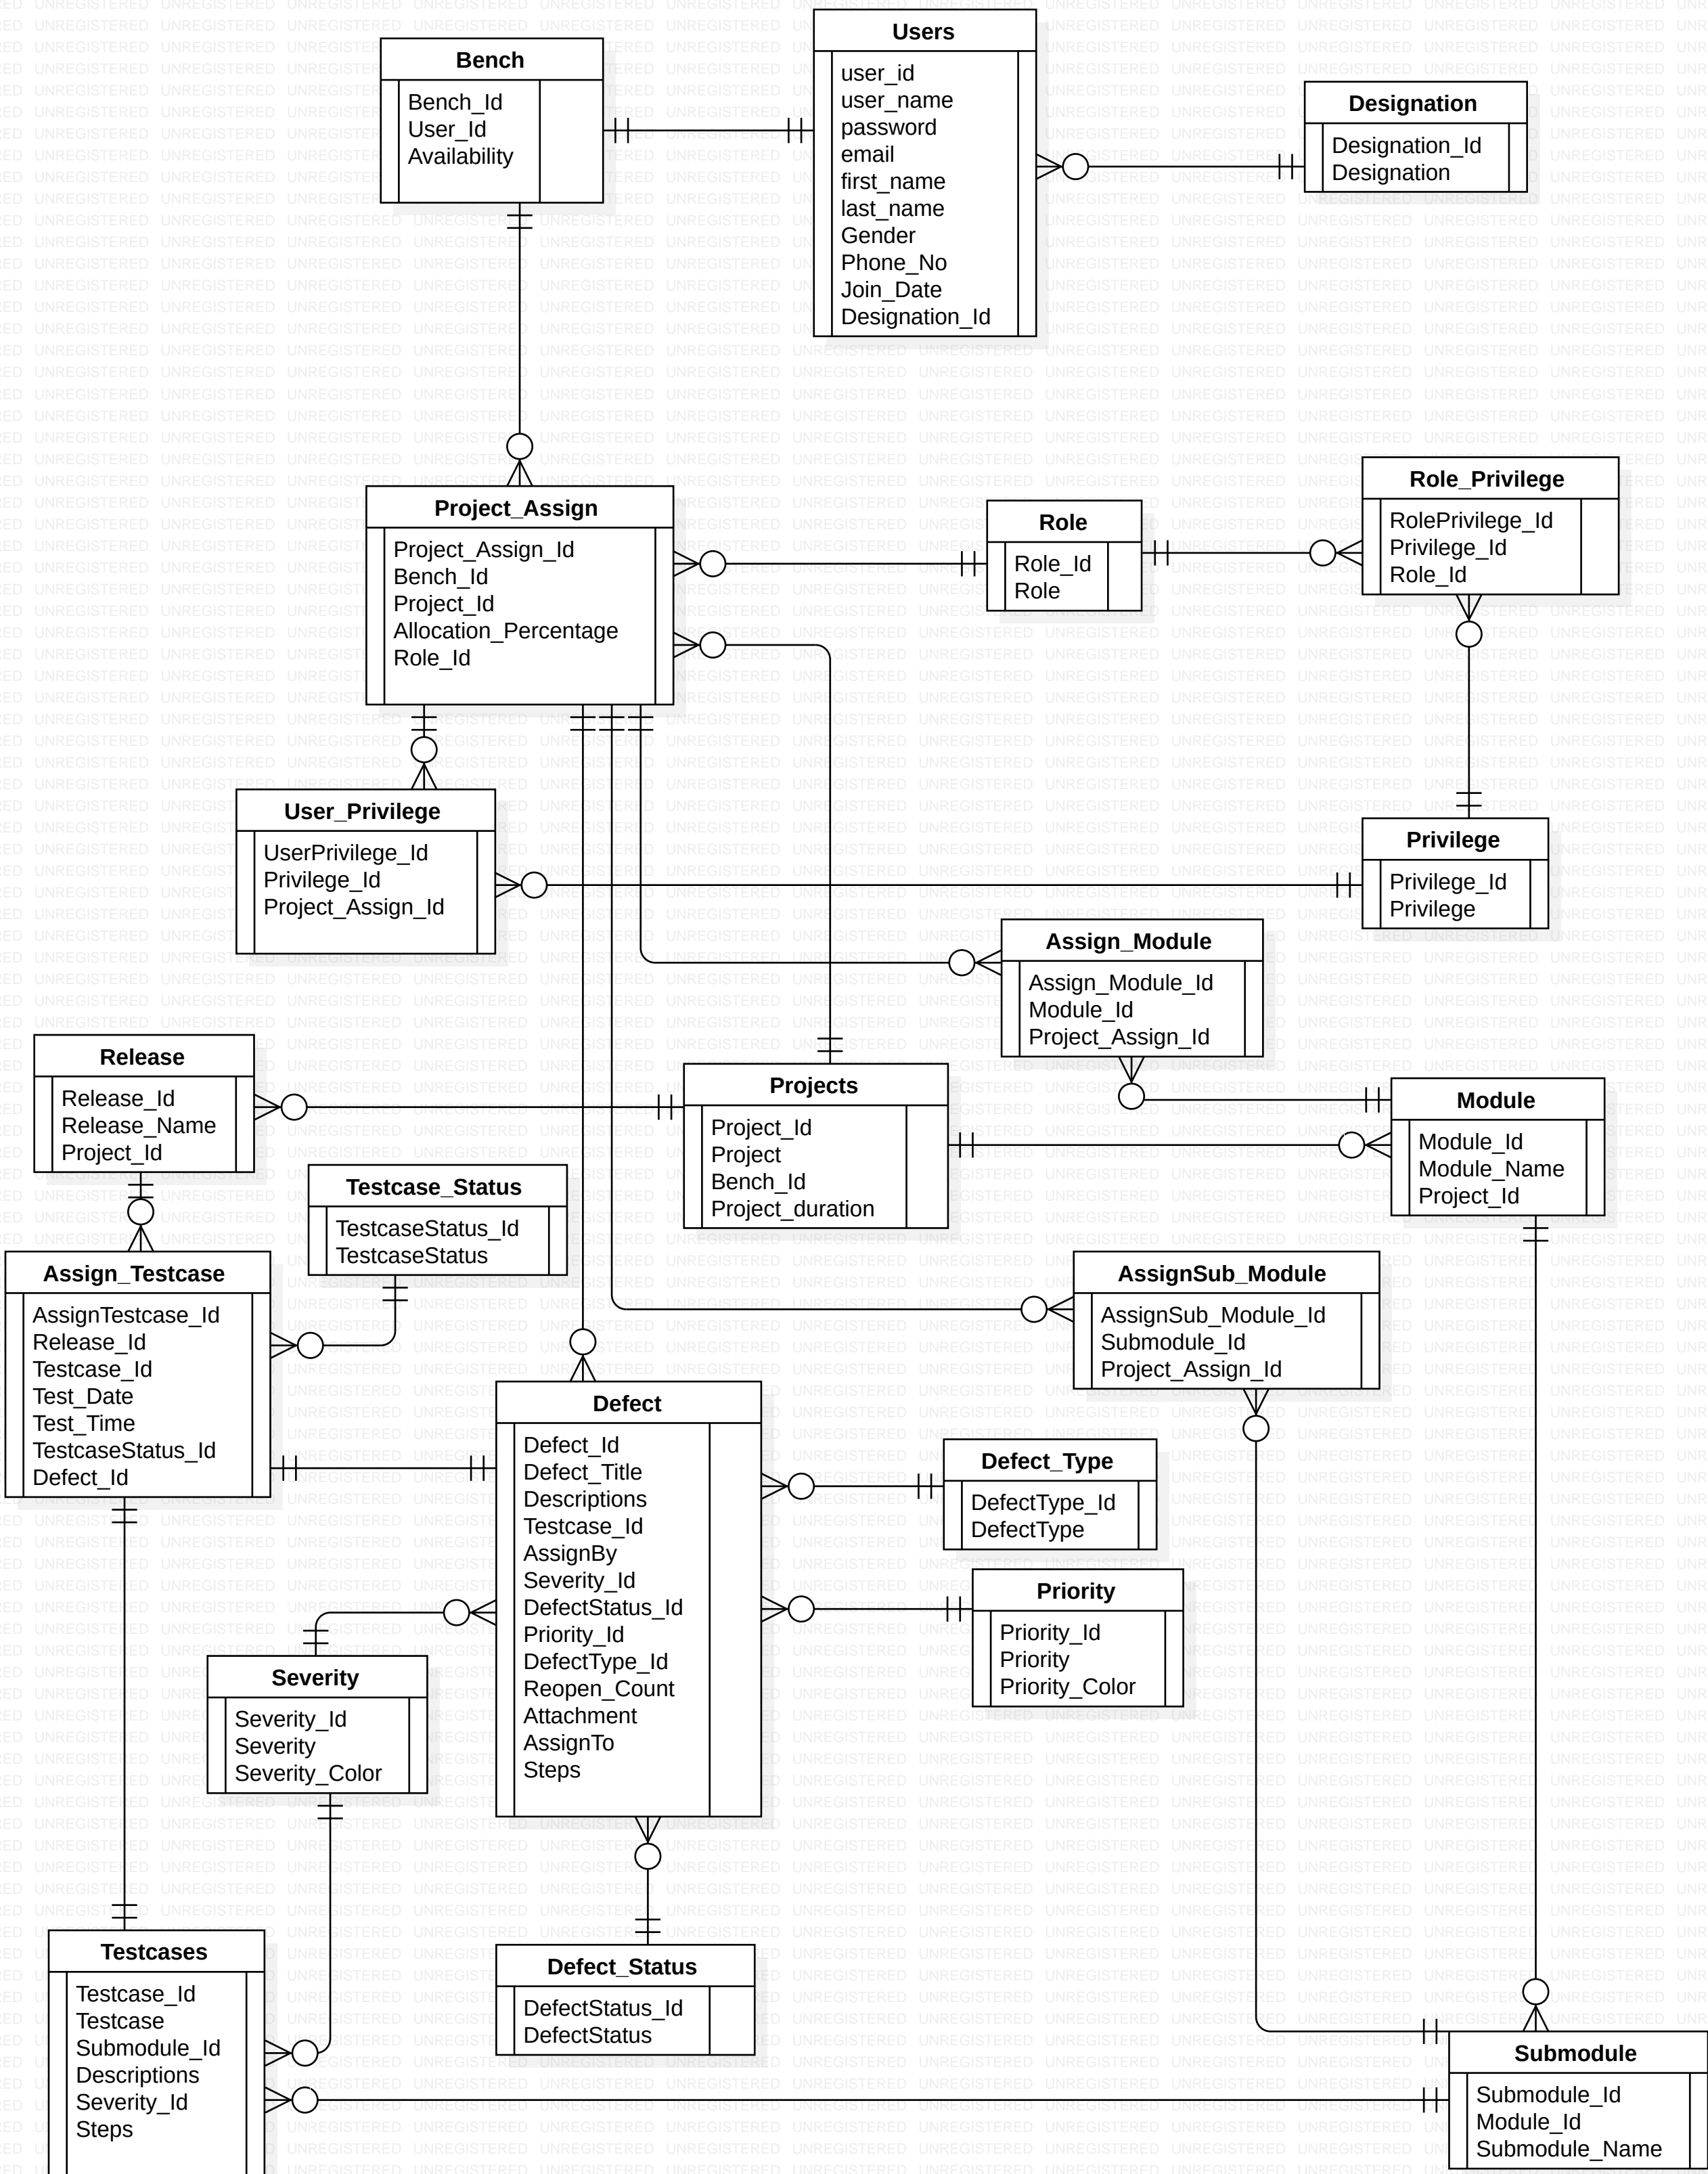 Bench
Bench_Id
User_Id
Availability
Users
user_id
user_name
password
email
first_name
last_name
Gender
Phone_No
Join_Date
Designation_Id
Designation
Designation_Id
Designation
Project_Assign
Project_Assign_Id
Bench_Id
Project_Id
Allocation_Percentage
Role_Id
Role
Role_Id
Role
Role_Privilege
RolePrivilege_Id
Privilege_Id
Role_Id
User_Privilege
UserPrivilege_Id
Privilege_Id
Project_Assign_Id
Privilege
Privilege_Id
Privilege
Assign_Module
Assign_Module_Id
Module_Id
Project_Assign_Id
Release
Release_Id
Release_Name
Project_Id
Projects
Project_Id
Project
Bench_Id
Project_duration
Module
Module_Id
Module_Name
Project_Id
Testcase_Status
TestcaseStatus_Id
TestcaseStatus
Assign_Testcase
AssignTestcase_Id
Release_Id
Testcase_Id
Test_Date
Test_Time
TestcaseStatus_Id
Defect_Id
AssignSub_Module
AssignSub_Module_Id
Submodule_Id
Project_Assign_Id
Defect
Defect_Id
Defect_Title
Descriptions
Testcase_Id
AssignBy
Severity_Id
DefectStatus_Id
Priority_Id
DefectType_Id
Reopen_Count
Attachment
AssignTo
Steps
Defect_Type
DefectType_Id
DefectType
Priority
Priority_Id
Priority
Priority_Color
Severity
Severity_Id
Severity
Severity_Color
Testcases
Testcase_Id
Testcase
Submodule_Id
Descriptions
Severity_Id
Steps
Defect_Status
DefectStatus_Id
DefectStatus
Submodule
Submodule_Id
Module_Id
Submodule_Name
UNREGISTERED